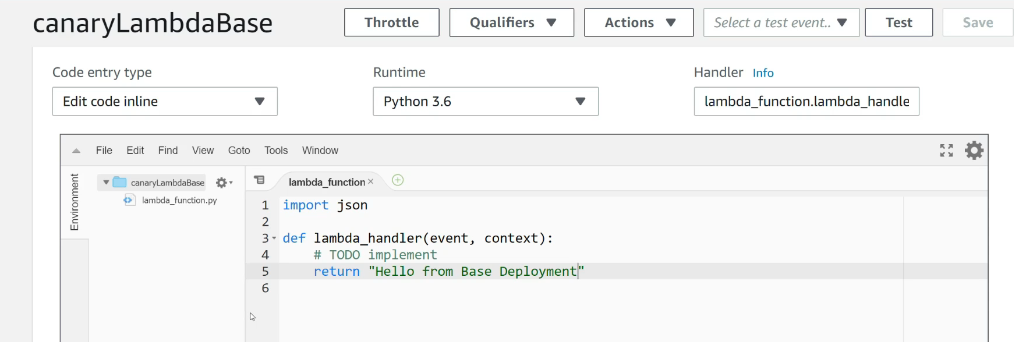 canaryLambdaBase Throttle Qualifiers Actions Select a test event.. Test Save
Code entry type Runtime Handler Info
Edit code inline Python 3.6 lambda_function.lambda_handle
File Edit Find View Goto Tools Window
Environment
canaryLambdaBase lambda_function
lambda_function.py
1 import json
2
3 def lambda_handler(event, context):
4 # TODO implement
5 return "Hello from Base Deployment"
6